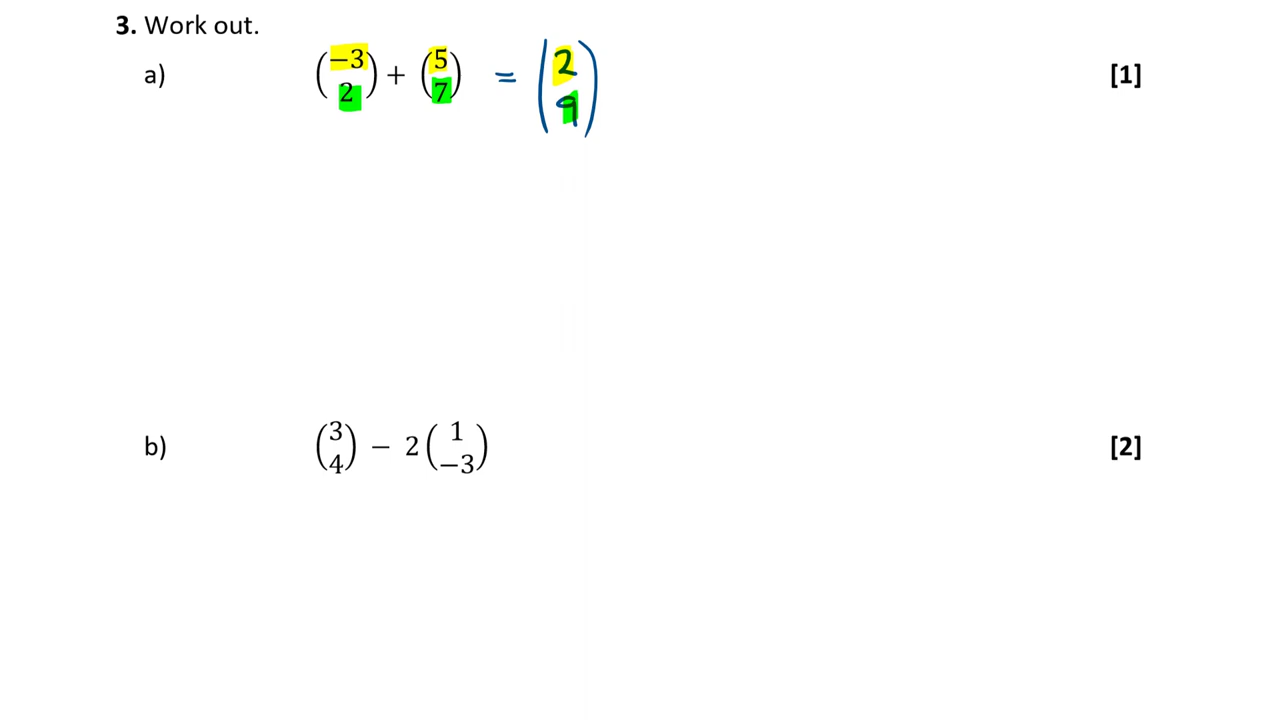 3. Work out.
a) (−3 2) + (5 7) = (2 9) [1]
b) (3 4) − 2 (1 −3) [2]